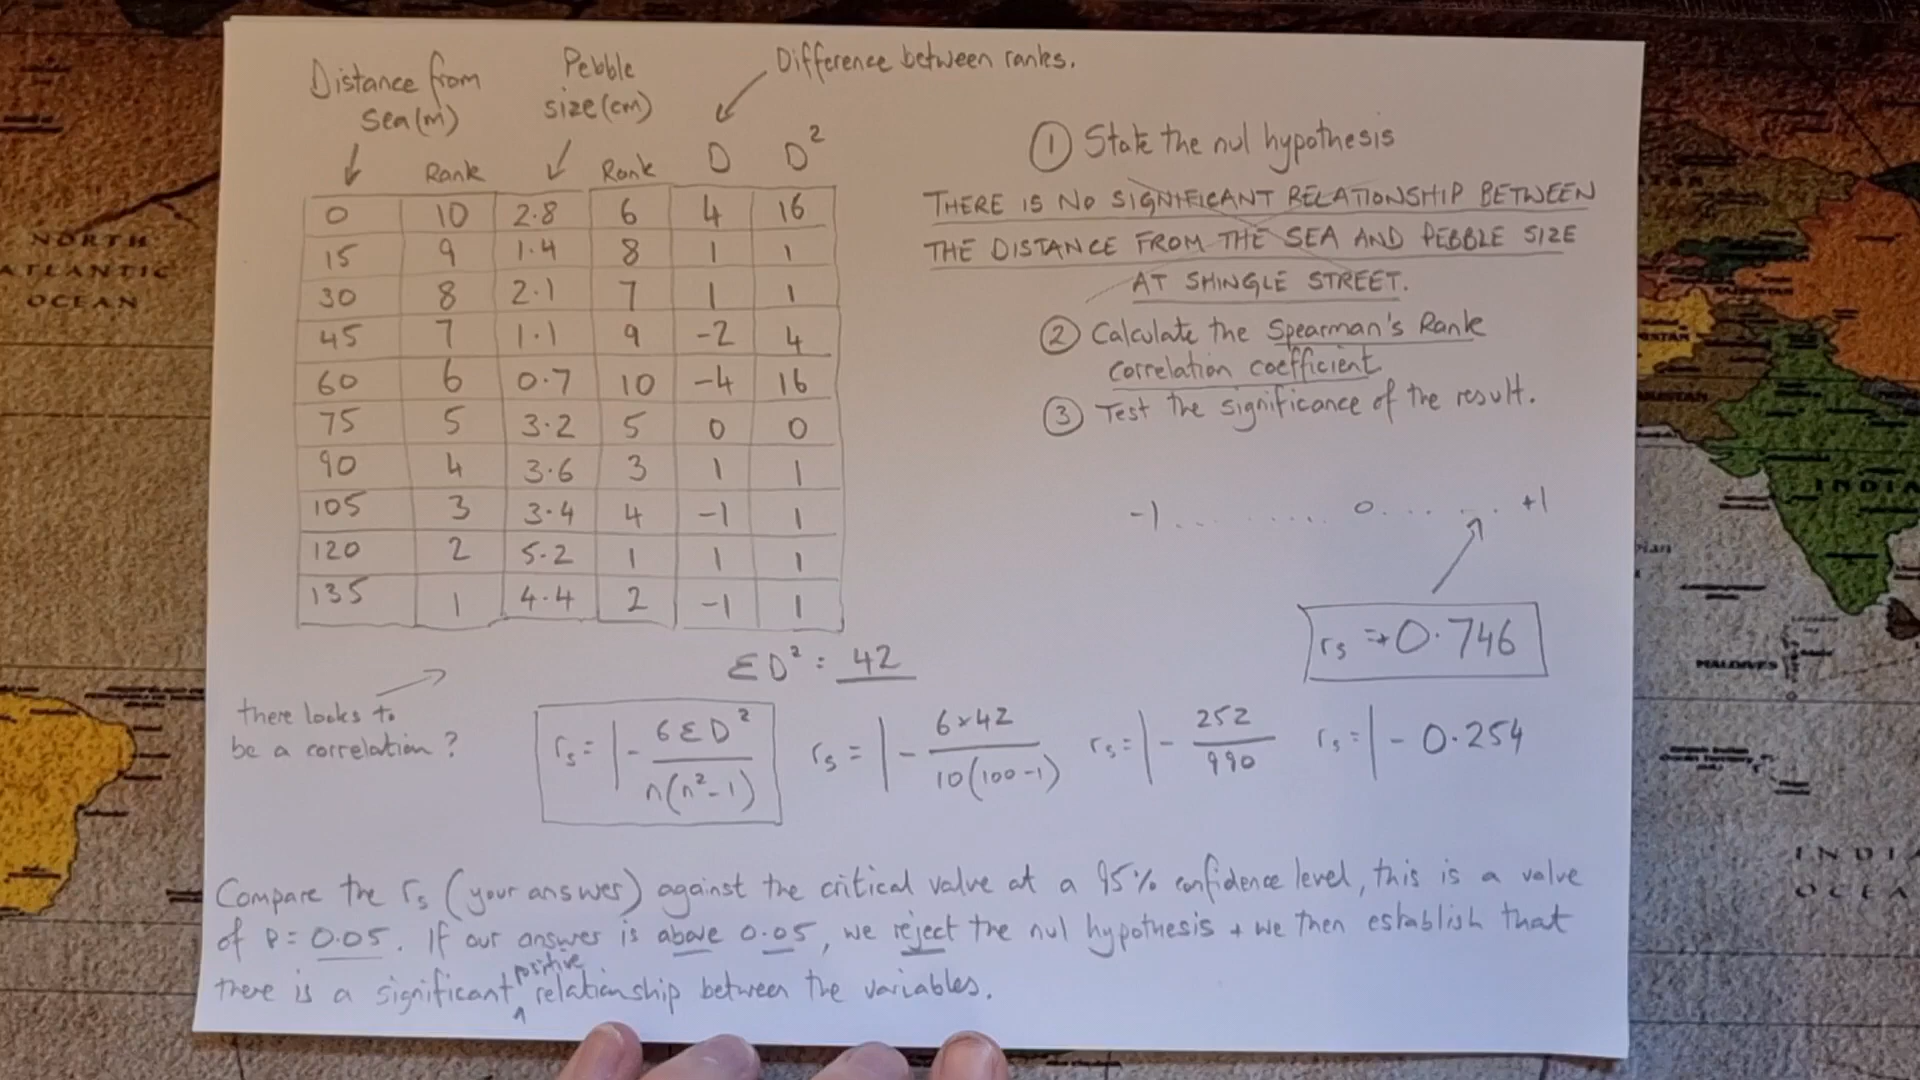 Distance from
sea(m)
Pebble
size(cm)
Difference between ranks.
Rank Rank D D²
0 10 2.8 6 4 16
15 9 1.4 8 1 1
30 8 2.1 7 1 1
45 7 1.1 9 -2 4
60 6 0.7 10 -4 16
75 5 3.2 5 0 0
90 4 3.6 3 1 1
105 3 3.4 4 -1 1
120 2 5.2 1 1 1
135 1 4.4 2 -1 1
ΣD² = 42
① State the nul hypothesis
THERE IS NO SIGNIFICANT RELATIONSHIP BETWEEN
THE DISTANCE FROM THE SEA AND PEBBLE SIZE
AT SHINGLE STREET.
② Calculate the Spearman's Rank
correlation coefficient
③ Test the significance of the result.
-1 ......... 0 ...... +1
rs = +0.746
there looks to
be a correlation?
rs = 1 - 6ΣD² / n(n²-1)
rs = 1 - 6×42 / 10(100-1)
rs = 1 - 252 / 990
rs = 1 - 0.254
Compare the rs (your answer) against the critical value at a 95% confidence level, this is a value
of P = 0.05. If our answer is above 0.05, we reject the nul hypothesis + we then establish that
there is a significant positive relationship between the variables.
NORTH
ATLANTIC
OCEAN
INDIA
MALDIVES
INDI
OCEA